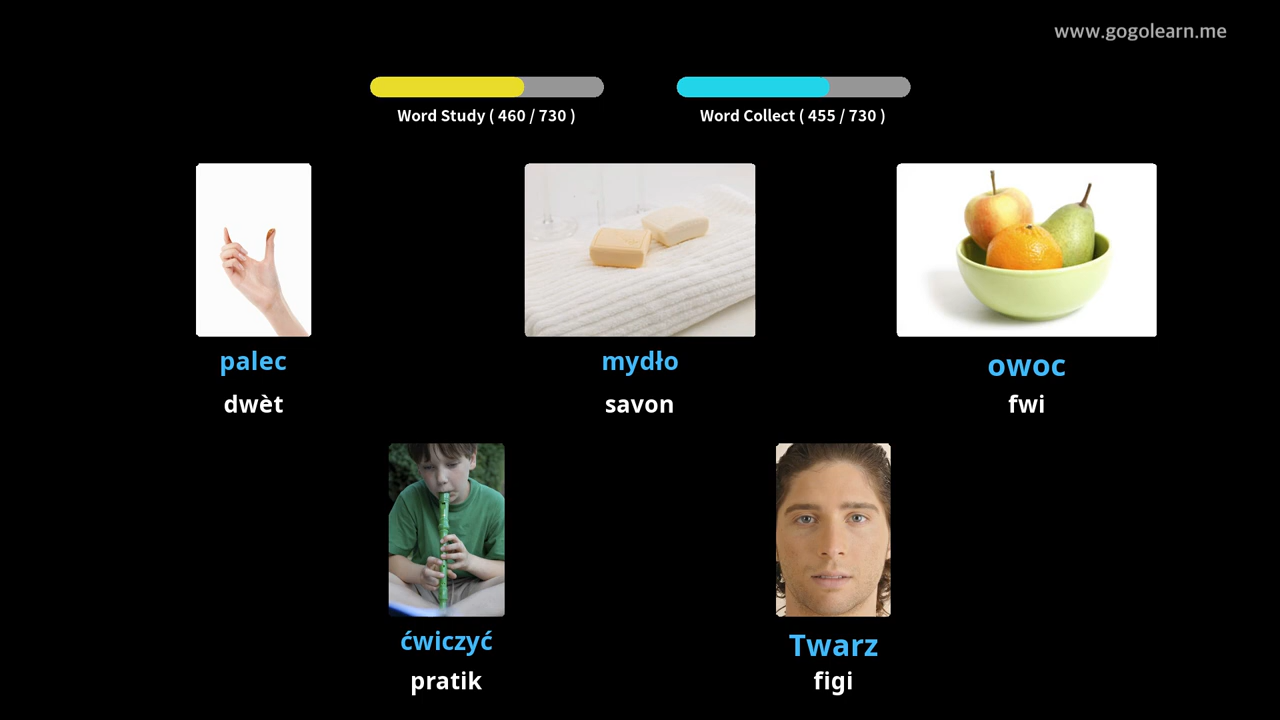 www.gogolearn.me
Word Study ( 460 / 730 )
Word Collect ( 455 / 730 )
palec
mydło
owoc
dwèt
savon
fwi
ćwiczyć
Twarz
pratik
figi